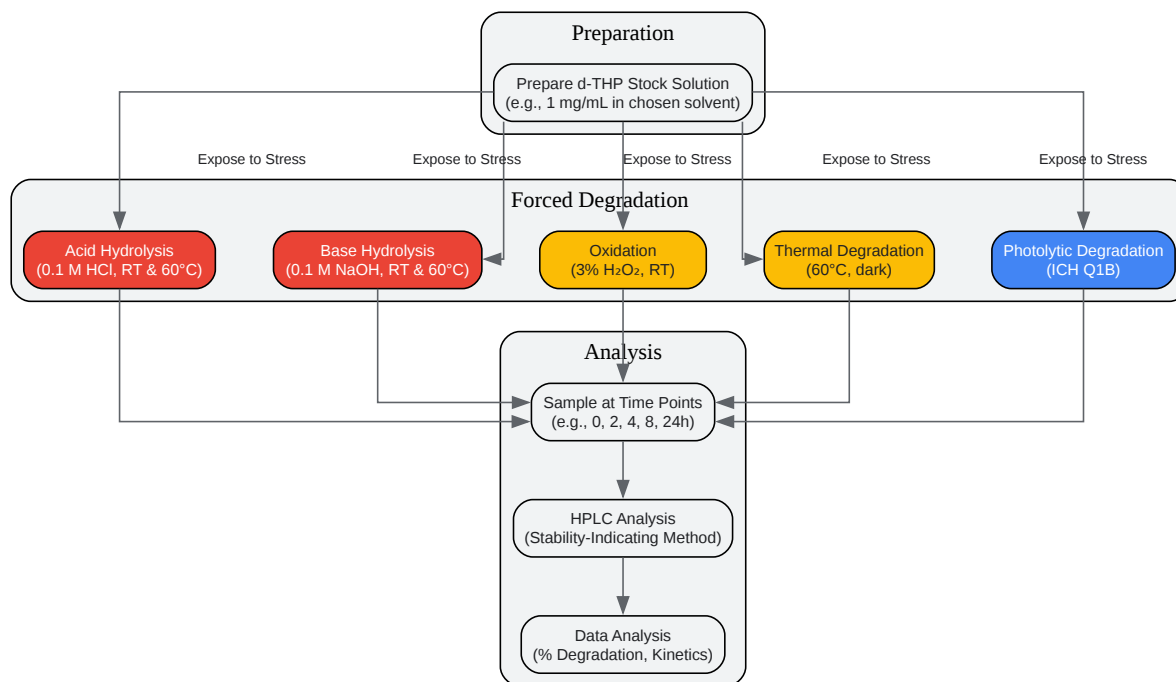 Preparation
Prepare d-THP Stock Solution
(e.g., 1 mg/mL in chosen solvent)
Expose to Stress
Expose to Stress
Expose to Stress
Expose to Stress
Expose to Stress
Forced Degradation
Acid Hydrolysis
(0.1 M HCl, RT & 60°C)
Base Hydrolysis
(0.1 M NaOH, RT & 60°C)
Oxidation
(3% H₂O₂, RT)
Thermal Degradation
(60°C, dark)
Photolytic Degradation
(ICH Q1B)
Analysis
Sample at Time Points
(e.g., 0, 2, 4, 8, 24h)
HPLC Analysis
(Stability-Indicating Method)
Data Analysis
(% Degradation, Kinetics)